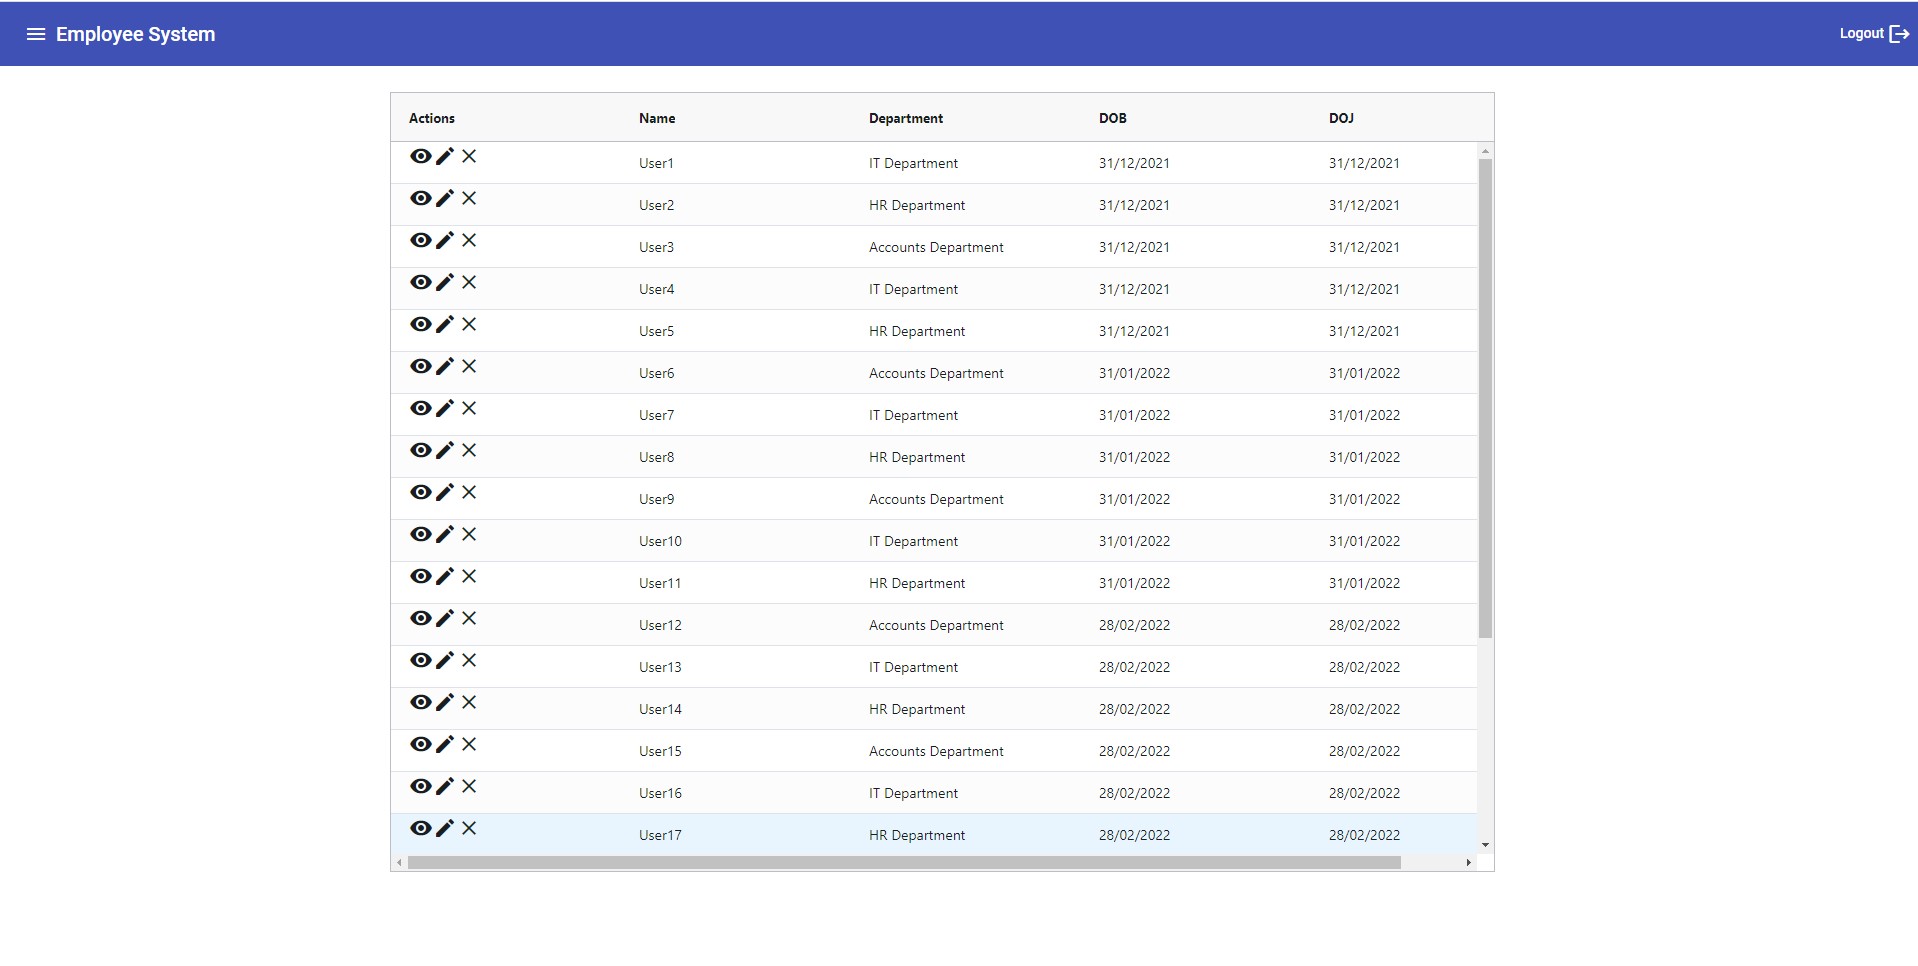 Employee System Logout
Actions Name Department DOB DOJ
User1 IT Department 31/12/2021 31/12/2021
User2 HR Department 31/12/2021 31/12/2021
User3 Accounts Department 31/12/2021 31/12/2021
User4 IT Department 31/12/2021 31/12/2021
User5 HR Department 31/12/2021 31/12/2021
User6 Accounts Department 31/01/2022 31/01/2022
User7 IT Department 31/01/2022 31/01/2022
User8 HR Department 31/01/2022 31/01/2022
User9 Accounts Department 31/01/2022 31/01/2022
User10 IT Department 31/01/2022 31/01/2022
User11 HR Department 31/01/2022 31/01/2022
User12 Accounts Department 28/02/2022 28/02/2022
User13 IT Department 28/02/2022 28/02/2022
User14 HR Department 28/02/2022 28/02/2022
User15 Accounts Department 28/02/2022 28/02/2022
User16 IT Department 28/02/2022 28/02/2022
User17 HR Department 28/02/2022 28/02/2022